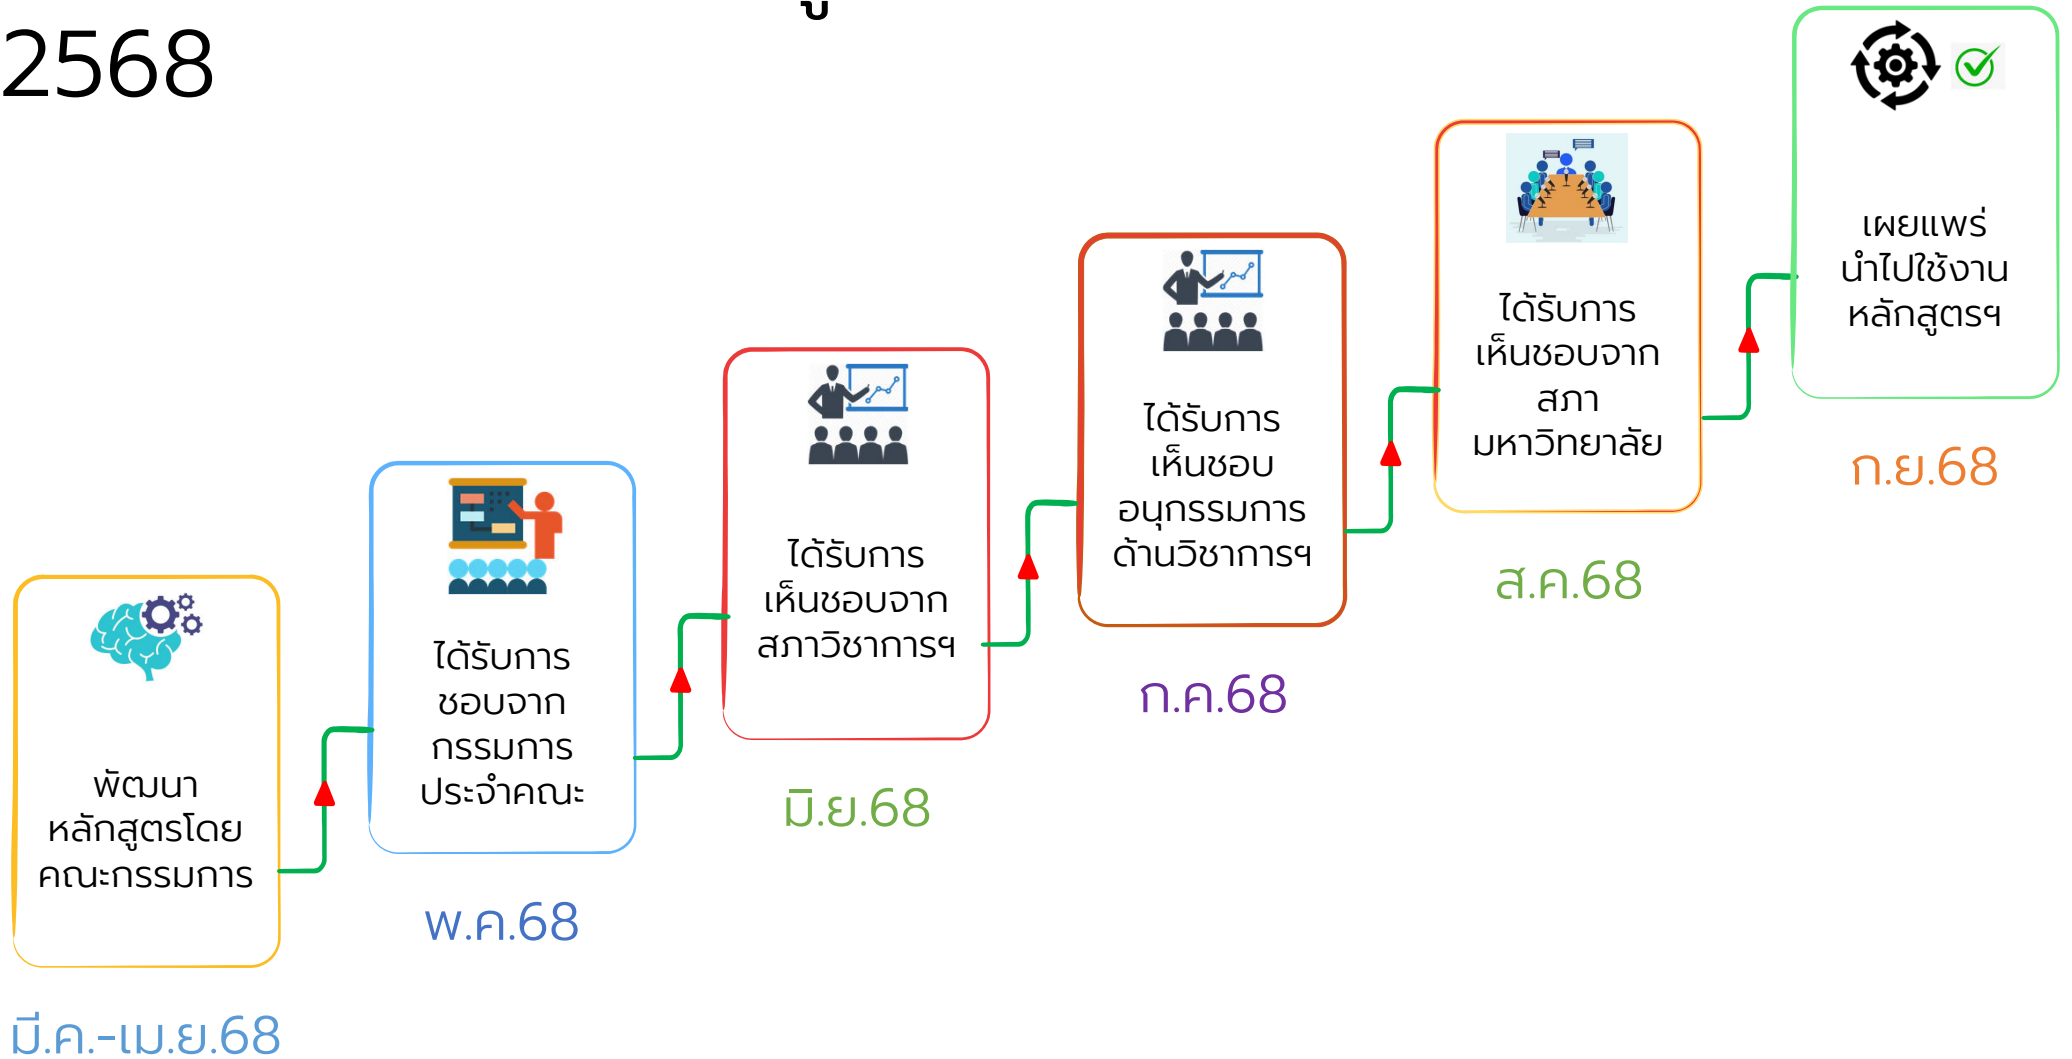 2568
พัฒนา
หลักสูตรโดย
คณะกรรมการ
มี.ค.-เม.ย.68
ได้รับการ
ชอบจาก
กรรมการ
ประจำคณะ
พ.ค.68
ได้รับการ
เห็นชอบจาก
สภาวิชาการฯ
มิ.ย.68
ได้รับการ
เห็นชอบ
อนุกรรมการ
ด้านวิชาการฯ
ก.ค.68
ได้รับการ
เห็นชอบจาก
สภา
มหาวิทยาลัย
ส.ค.68
เผยแพร่
นำไปใช้งาน
หลักสูตรฯ
ก.ย.68